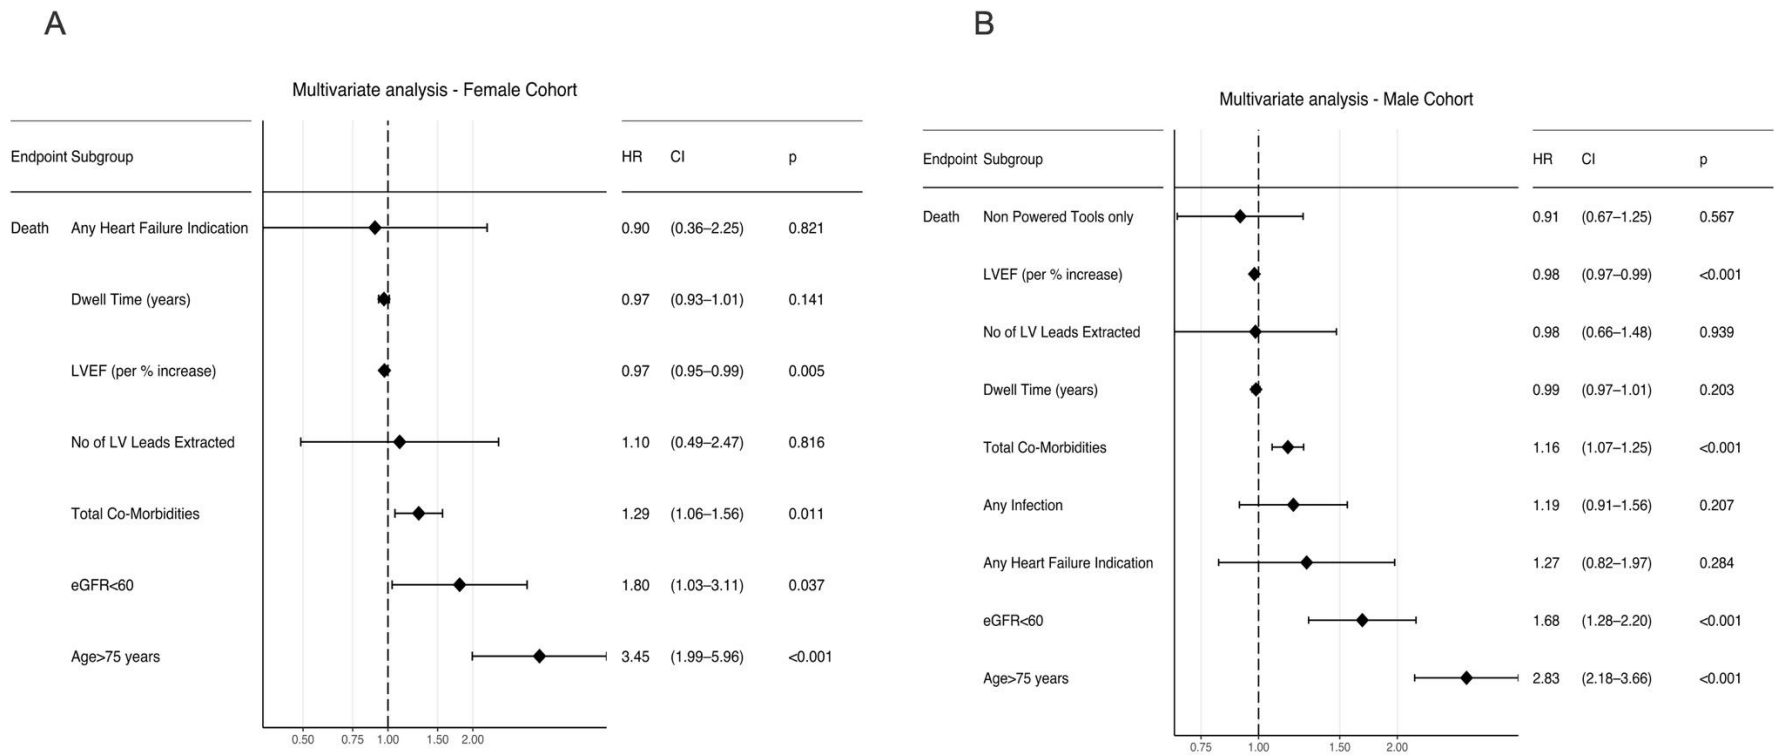 A
Multivariate analysis - Female Cohort
Endpoint Subgroup HR CI p
Death Any Heart Failure Indication 0.90 (0.36–2.25) 0.821
Dwell Time (years) 0.97 (0.93–1.01) 0.141
LVEF (per % increase) 0.97 (0.95–0.99) 0.005
No of LV Leads Extracted 1.10 (0.49–2.47) 0.816
Total Co-Morbidities 1.29 (1.06–1.56) 0.011
eGFR<60 1.80 (1.03–3.11) 0.037
Age>75 years 3.45 (1.99–5.96) <0.001
0.50 0.75 1.00 1.50 2.00
B
Multivariate analysis - Male Cohort
Endpoint Subgroup HR CI p
Death Non Powered Tools only 0.91 (0.67–1.25) 0.567
LVEF (per % increase) 0.98 (0.97–0.99) <0.001
No of LV Leads Extracted 0.98 (0.66–1.48) 0.939
Dwell Time (years) 0.99 (0.97–1.01) 0.203
Total Co-Morbidities 1.16 (1.07–1.25) <0.001
Any Infection 1.19 (0.91–1.56) 0.207
Any Heart Failure Indication 1.27 (0.82–1.97) 0.284
eGFR<60 1.68 (1.28–2.20) <0.001
Age>75 years 2.83 (2.18–3.66) <0.001
0.75 1.00 1.50 2.00